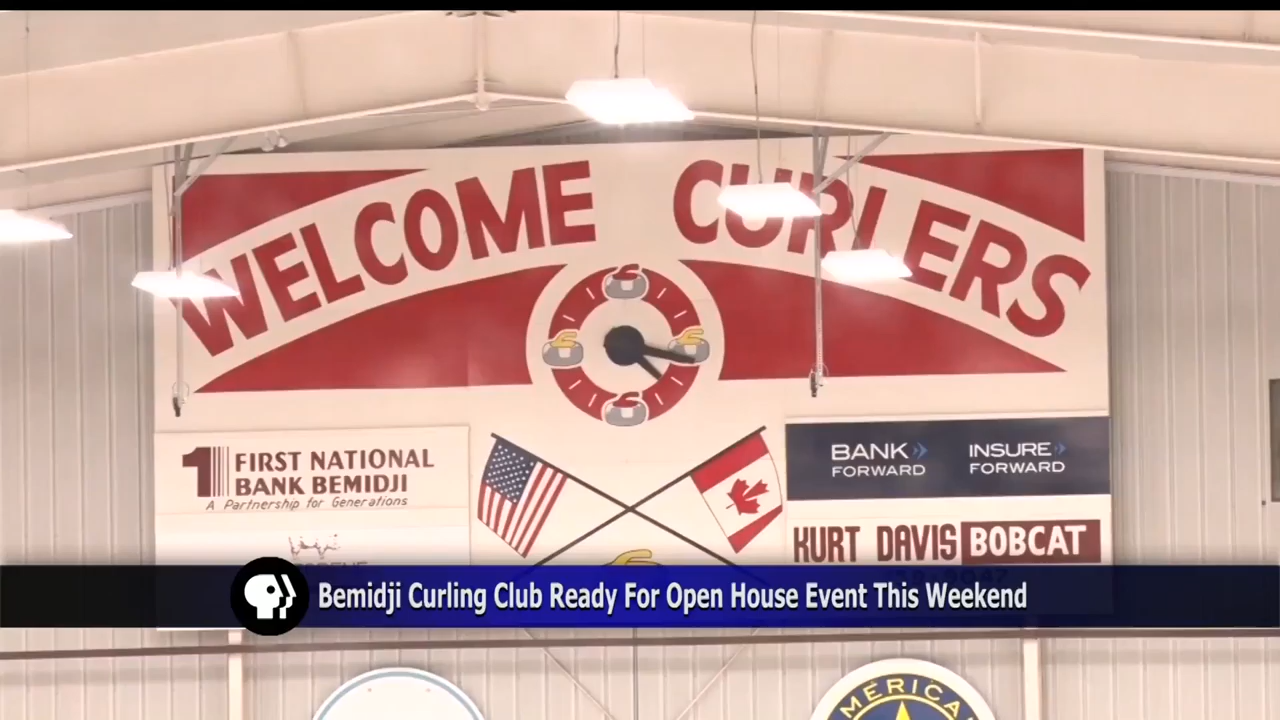 WELCOME CURLERS
1 FIRST NATIONAL
BANK BEMIDJI
A Partnership for Generations
BANK FORWARD
INSURE FORWARD
KURT DAVIS BOBCAT
Bemidji Curling Club Ready For Open House Event This Weekend